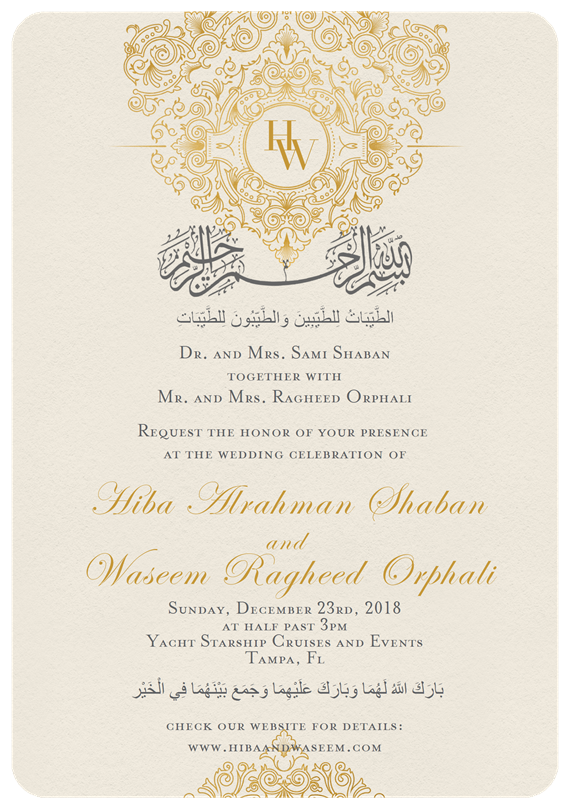 HW
بسم الله الرحمن الرحيم
الطَّيِّبَاتُ لِلطَّيِّبِينَ وَالطَّيِّبُونَ لِلطَّيِّبَاتِ
Dr. and Mrs. Sami Shaban
together with
Mr. and Mrs. Ragheed Orphali
Request the honor of your presence
at the wedding celebration of
Hiba Alrahman Shaban
and
Waseem Ragheed Orphali
Sunday, December 23rd, 2018
at half past 3pm
Yacht Starship Cruises and Events
Tampa, Fl
بَارَكَ اللهُ لَهُمَا وَبَارَكَ عَلَيْهِمَا وَجَمَعَ بَيْنَهُمَا فِي الْخَيْر
check our website for details:
www.hibaandwaseem.com